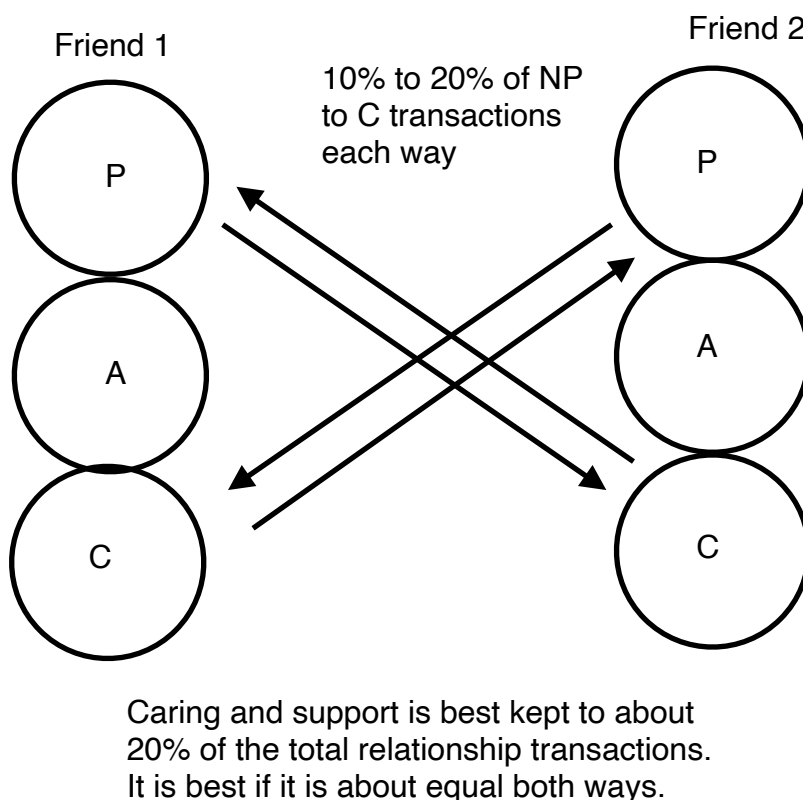 Friend 1
Friend 2
10% to 20% of NP
to C transactions
each way
P
P
A
A
C
C
Caring and support is best kept to about
20% of the total relationship transactions.
It is best if it is about equal both ways.